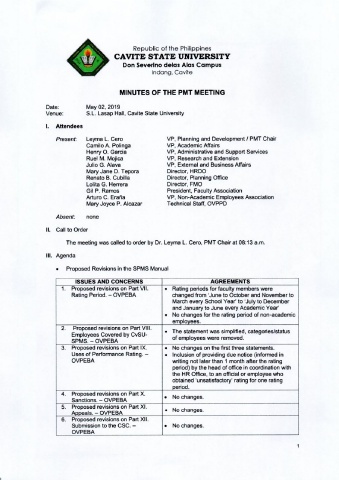 Republic of the Philippines
CAVITE STATE UNIVERSITY
Don Severino delas Alas Campus
Indang, Cavite
MINUTES OF THE PMT MEETING
Date: May 02, 2019
Venue: S.L. Lasap Hall, Cavite State University
I. Attendees
Present: Leyma L. Cero VP, Planning and Development / PMT Chair
Camilo A. Polinga VP, Academic Affairs
Henry O. Garcia VP, Administrative and Support Services
Ruel M. Mojica VP, Research and Extension
Julio G. Alava VP, External and Business Affairs
Mary Jane D. Tepora Director, HRDO
Renato B. Cubilla Director, Planning Office
Lolita G. Herrera Director, FMO
Gil P. Ramos President, Faculty Association
Arturo C. Eraña VP, Non-Academic Employees Association
Mary Joyce P. Alcazar Technical Staff, OVPPD
Absent: none
II. Call to Order
The meeting was called to order by Dr. Leyma L. Cero, PMT Chair at 08:13 a.m.
III. Agenda
• Proposed Revisions in the SPMS Manual
ISSUES AND CONCERNS AGREEMENTS
1. Proposed revisions on Part VII.
Rating Period. – OVPEBA
• Rating periods for faculty members were
changed from 'June to October and November to
March every School Year' to 'July to December
and January to June every Academic Year'
• No changes for the rating period of non-academic
employees.
2. Proposed revisions on Part VIII.
Employees Covered by CvSU-
SPMS. – OVPEBA
• The statement was simplified, categories/status
of employees were removed.
3. Proposed revisions on Part IX.
Uses of Performance Rating. –
OVPEBA
• No changes on the first three statements.
• Inclusion of providing due notice (informed in
writing not later than 1 month after the rating
period) by the head of office in coordination with
the HR Office, to an official or employee who
obtained 'unsatisfactory' rating for one rating
period.
4. Proposed revisions on Part X.
Sanctions. – OVPEBA
• No changes.
5. Proposed revisions on Part XI.
Appeals. – OVPEBA
• No changes.
6. Proposed revisions on Part XII.
Submission to the CSC. –
OVPEBA
• No changes.
1